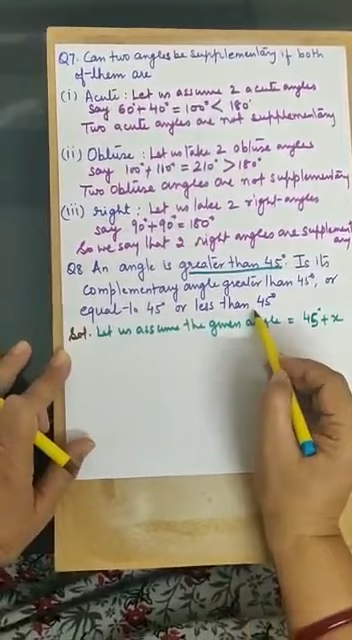 Q7. Can two angles be supplementary if both
of them are
(i) Acute : Let us assume 2 acute angles
say 60°+40° = 100° < 180°
Two acute angles are not supplementary
(ii) Obtuse : Let us take 2 obtuse angles
say 100°+110° = 210° > 180°
Two obtuse angles are not supplementary
(iii) right : Let us take 2 right-angles
say 90°+90° = 180°
So we say that 2 right angles are supplementary
Q8 An angle is greater than 45°. Is its
complementary angle greater than 45°, or
equal to 45° or less than 45°
Sol. Let us assume the given angle = 45°+x